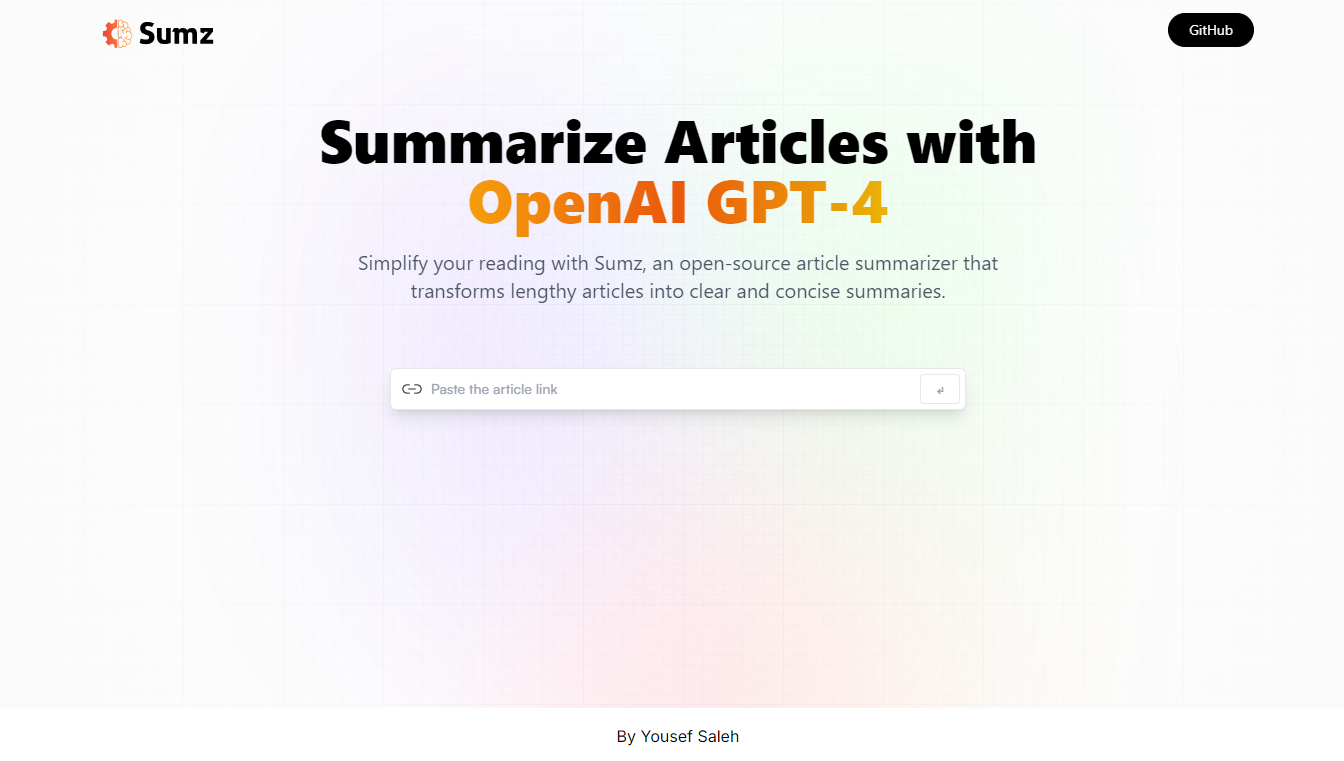 Sumz
GitHub
Summarize Articles with
OpenAI GPT-4
Simplify your reading with Sumz, an open-source article summarizer that
transforms lengthy articles into clear and concise summaries.
Paste the article link
↵
By Yousef Saleh